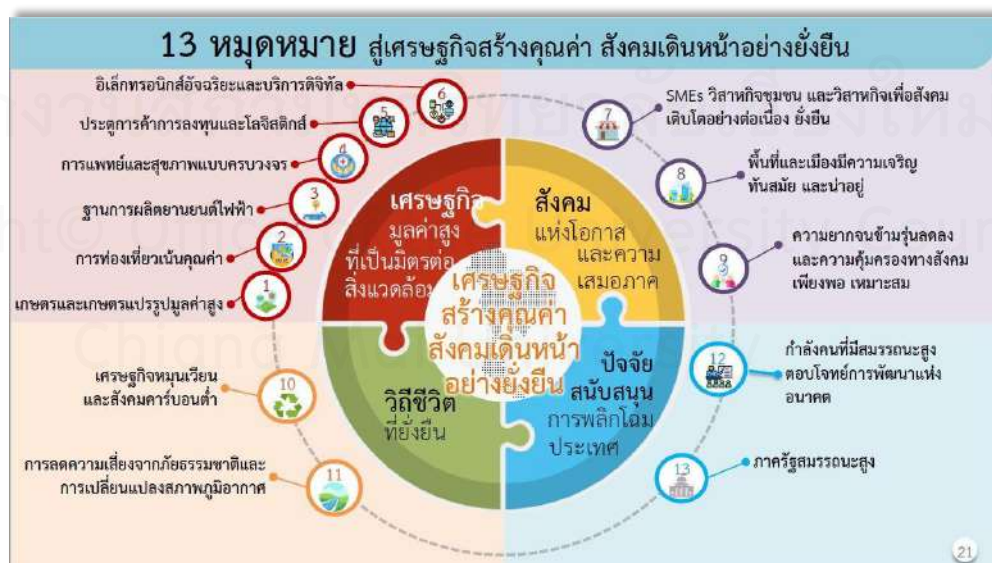 13 หมุดหมาย สู่เศรษฐกิจสร้างคุณค่า สังคมเดินหน้าอย่างยั่งยืน
6
อิเล็กทรอนิกส์อัจฉริยะและบริการดิจิทัล
5
ประตูการค้าการลงทุนและโลจิสติกส์
4
การแพทย์และสุขภาพแบบครบวงจร
3
ฐานการผลิตยานยนต์ไฟฟ้า
2
การท่องเที่ยวเน้นคุณค่า
1
เกษตรและเกษตรแปรรูปมูลค่าสูง
เศรษฐกิจ
มูลค่าสูง
ที่เป็นมิตรต่อ
สิ่งแวดล้อม
สังคม
แห่งโอกาส
และความ
เสมอภาค
7
SMEs วิสาหกิจชุมชน และวิสาหกิจเพื่อสังคม
เติบโตอย่างต่อเนื่อง ยั่งยืน
8
พื้นที่และเมืองมีความเจริญ
ทันสมัย และน่าอยู่
9
ความยากจนข้ามรุ่นลดลง
และความคุ้มครองทางสังคม
เพียงพอ เหมาะสม
เศรษฐกิจ
สร้างคุณค่า
สังคมเดินหน้า
อย่างยั่งยืน
10
เศรษฐกิจหมุนเวียน
และสังคมคาร์บอนต่ำ
11
การลดความเสี่ยงจากภัยธรรมชาติและ
การเปลี่ยนแปลงสภาพภูมิอากาศ
วิถีชีวิต
ที่ยั่งยืน
ปัจจัย
สนับสนุน
การพลิกโฉม
ประเทศ
12
กำลังคนที่มีสมรรถนะสูง
ตอบโจทย์การพัฒนาแห่ง
อนาคต
13
ภาครัฐสมรรถนะสูง
21